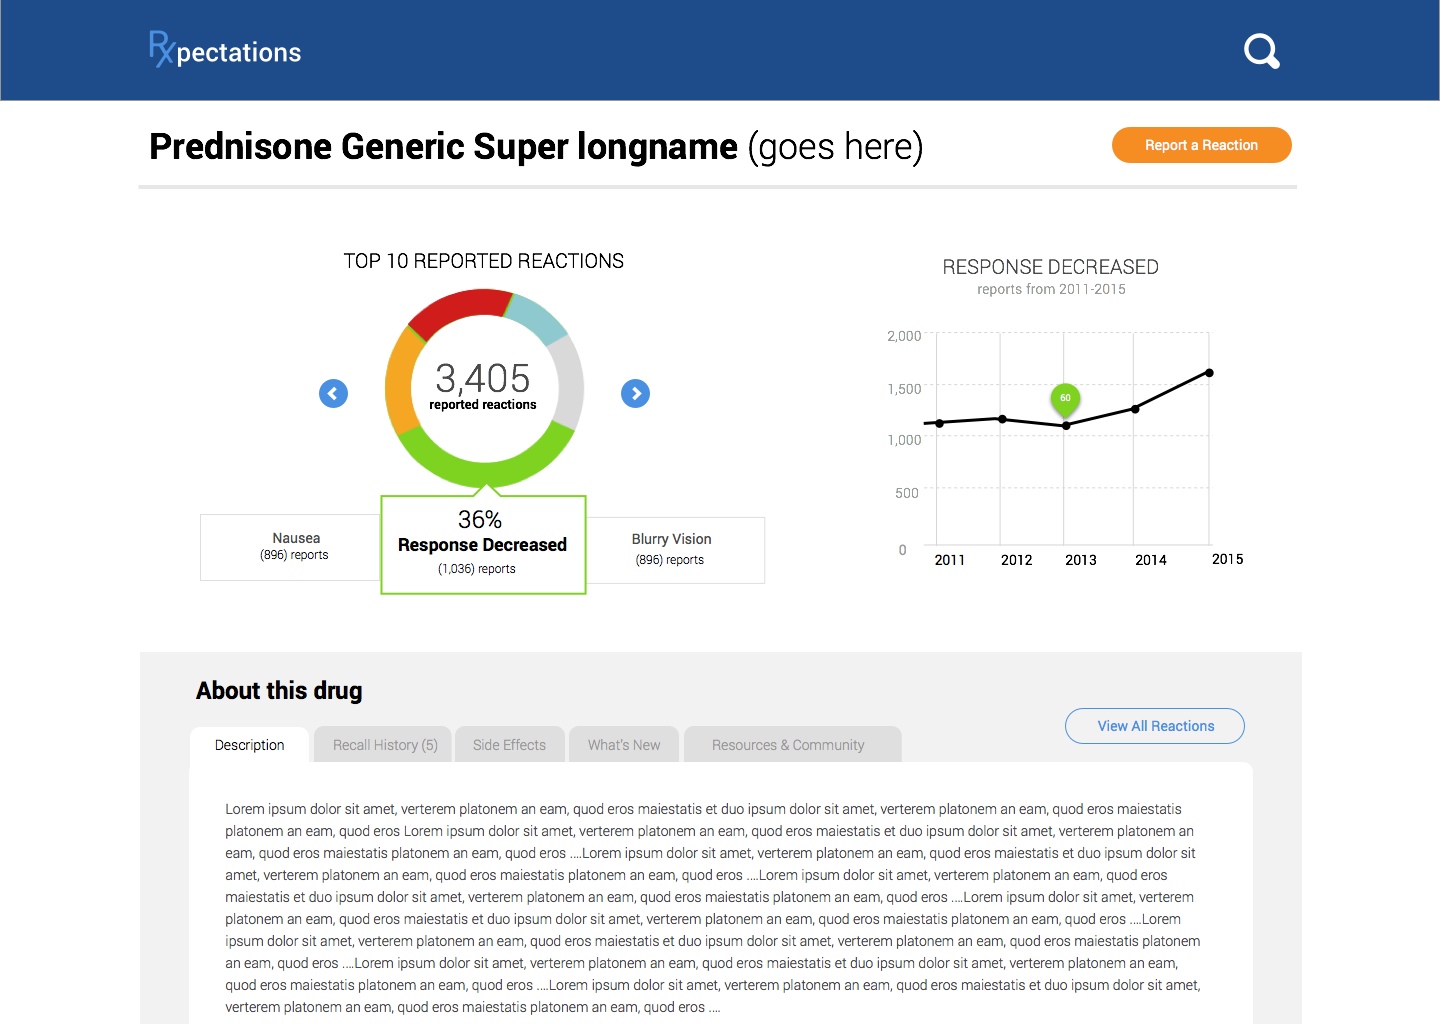 Rxpectations
Prednisone Generic Super longname (goes here)
Report a Reaction
TOP 10 REPORTED REACTIONS
3,405
reported reactions
36%
Response Decreased
(1,036) reports
Nausea
(896) reports
Blurry Vision
(896) reports
RESPONSE DECREASED
reports from 2011-2015
2,000
1,500
1,000
500
0
60
2011 2012 2013 2014 2015
About this drug
View All Reactions
Description Recall History (5) Side Effects What's New Resources & Community
Lorem ipsum dolor sit amet, verterem platonem an eam, quod eros maiestatis et duo ipsum dolor sit amet, verterem platonem an eam, quod eros maiestatis
platonem an eam, quod eros Lorem ipsum dolor sit amet, verterem platonem an eam, quod eros maiestatis et duo ipsum dolor sit amet, verterem platonem an
eam, quod eros maiestatis platonem an eam, quod eros ....Lorem ipsum dolor sit amet, verterem platonem an eam, quod eros maiestatis et duo ipsum dolor sit
amet, verterem platonem an eam, quod eros maiestatis platonem an eam, quod eros ....Lorem ipsum dolor sit amet, verterem platonem an eam, quod eros
maiestatis et duo ipsum dolor sit amet, verterem platonem an eam, quod eros maiestatis platonem an eam, quod eros ....Lorem ipsum dolor sit amet, verterem
platonem an eam, quod eros maiestatis et duo ipsum dolor sit amet, verterem platonem an eam, quod eros maiestatis platonem an eam, quod eros ....Lorem
ipsum dolor sit amet, verterem platonem an eam, quod eros maiestatis et duo ipsum dolor sit amet, verterem platonem an eam, quod eros maiestatis platonem
an eam, quod eros ....Lorem ipsum dolor sit amet, verterem platonem an eam, quod eros maiestatis et duo ipsum dolor sit amet, verterem platonem an eam,
quod eros maiestatis platonem an eam, quod eros ....Lorem ipsum dolor sit amet, verterem platonem an eam, quod eros maiestatis et duo ipsum dolor sit amet,
verterem platonem an eam, quod eros maiestatis platonem an eam, quod eros ....